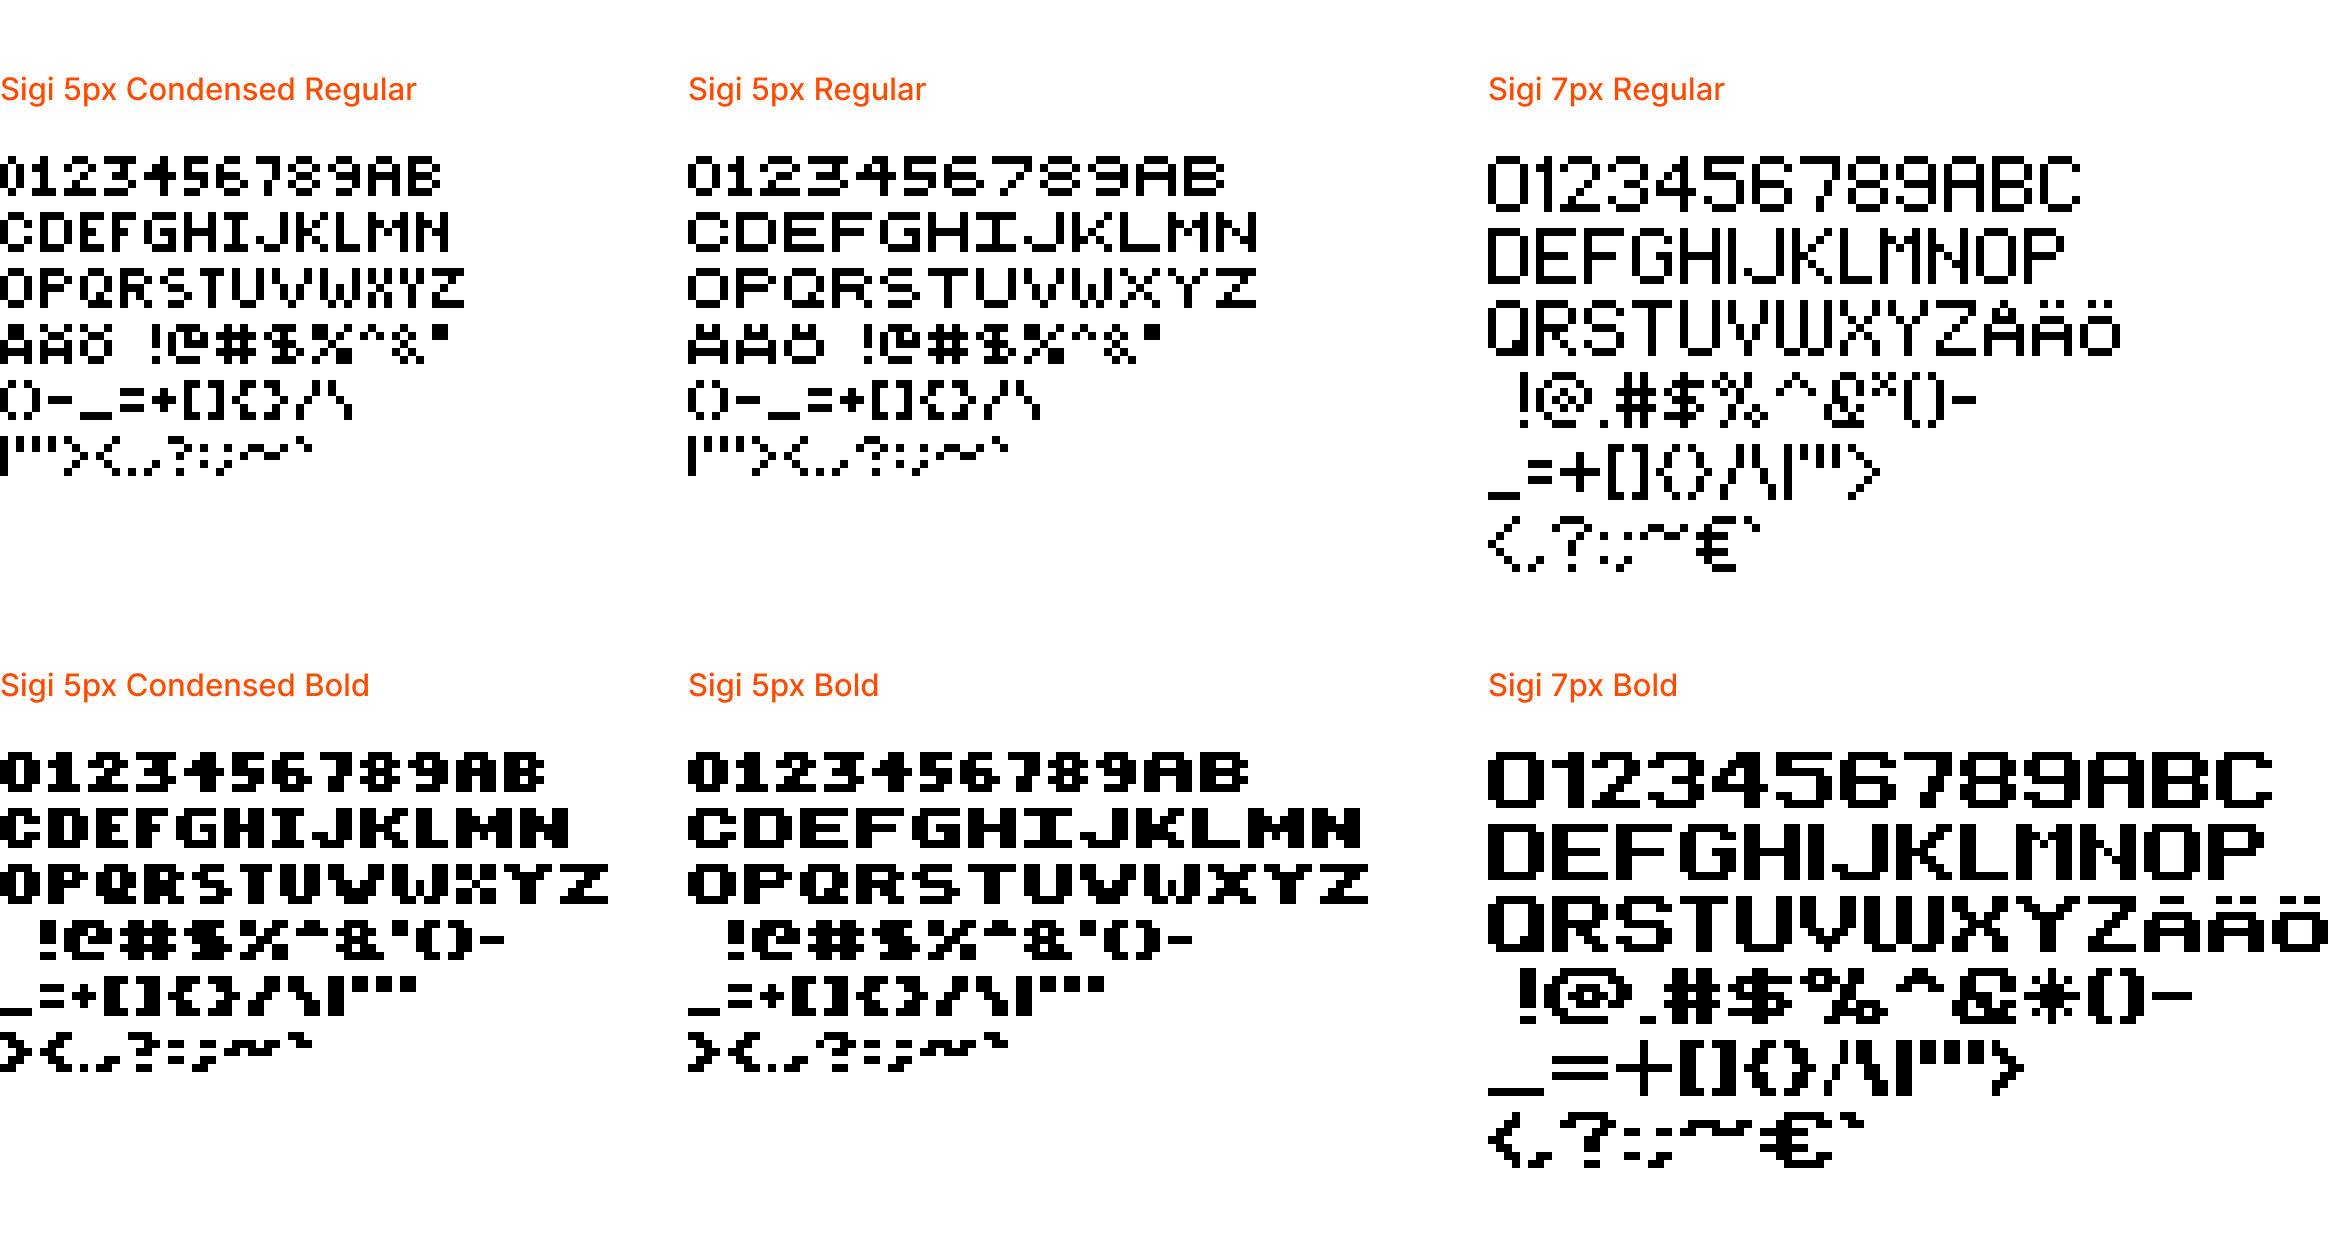 Sigi 5px Condensed Regular
0123456789AB
CDEFGHIJKLMN
OPQRSTUVWXYZ
ÅÄÖ !@#$%^&*
()-_=+[]{}/\
|"'><.,?:;~`
Sigi 5px Regular
0123456789AB
CDEFGHIJKLMN
OPQRSTUVWXYZ
ÅÄÖ !@#$%^&*
()-_=+[]{}/\
|"'><.,?:;~`
Sigi 7px Regular
0123456789ABC
DEFGHIJKLMNOP
QRSTUVWXYZÅÄÖ
!@.#$%^&*()-
_=+[]{}/\|'">
<,?:;~€`
Sigi 5px Condensed Bold
0123456789AB
CDEFGHIJKLMN
OPQRSTUVWXYZ
!@#$%^&*()-
_=+[]{}/\|"'
><.,?:;~`
Sigi 5px Bold
0123456789AB
CDEFGHIJKLMN
OPQRSTUVWXYZ
!@#$%^&*()-
_=+[]{}/\|"'
><.,?:;~`
Sigi 7px Bold
0123456789ABC
DEFGHIJKLMNOP
QRSTUVWXYZÅÄÖ
!@.#$%^&*()-
_=+[]{}/\|"'>
<,?:;~€`